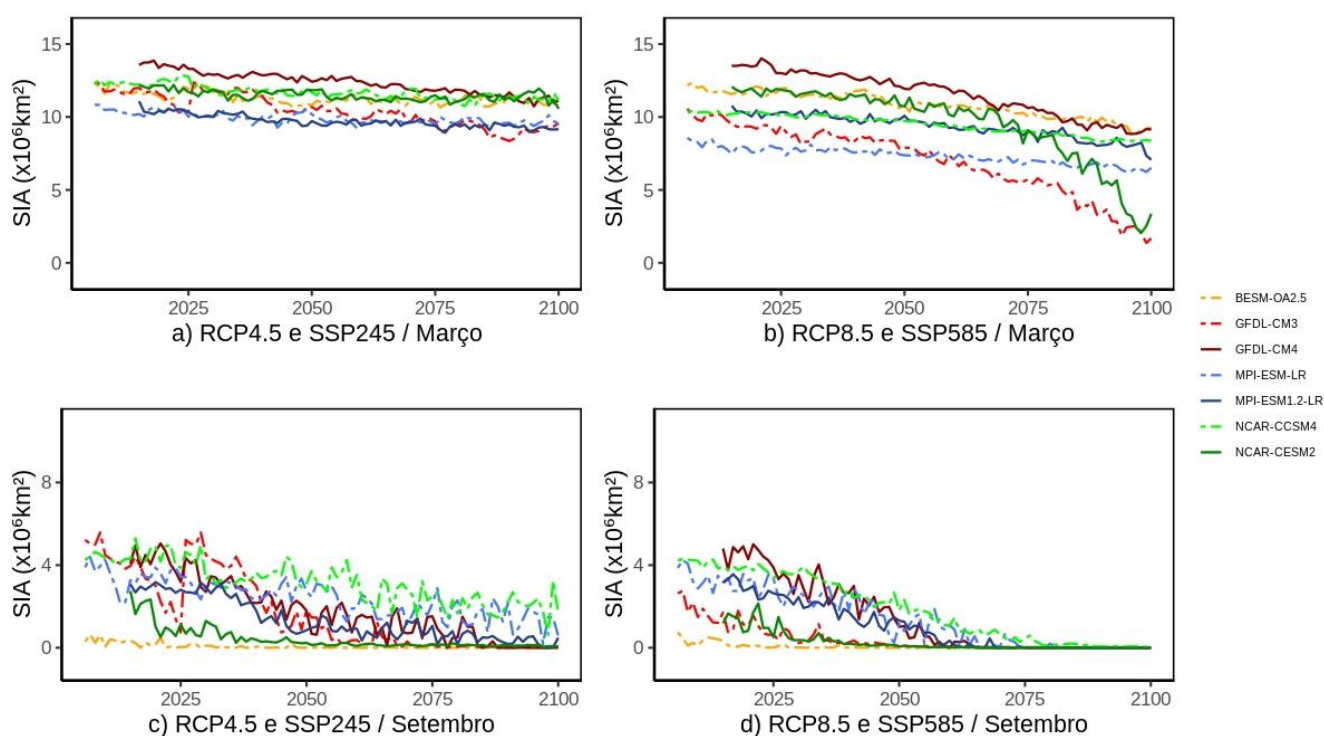 15
10
5
0
SIA (x10⁶km²)
2025 2050 2075 2100
a) RCP4.5 e SSP245 / Março
15
10
5
0
SIA (x10⁶km²)
2025 2050 2075 2100
b) RCP8.5 e SSP585 / Março
BESM-OA2.5
GFDL-CM3
GFDL-CM4
MPI-ESM-LR
MPI-ESM1.2-LR
NCAR-CCSM4
NCAR-CESM2
8
4
0
SIA (x10⁶km²)
2025 2050 2075 2100
c) RCP4.5 e SSP245 / Setembro
8
4
0
SIA (x10⁶km²)
2025 2050 2075 2100
d) RCP8.5 e SSP585 / Setembro